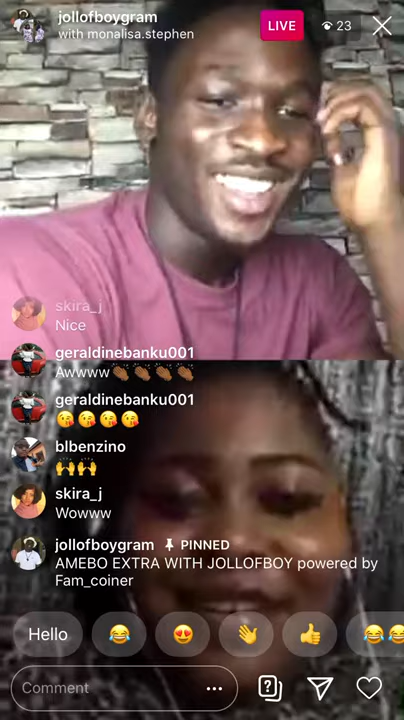 jollofboygram
with monalisa.stephen
LIVE
23
skira_j
Nice
geraldinebanku001
Awwww👏🏾👏🏾👏🏾👏🏾
geraldinebanku001
😘😘😘😘
blbenzino
🙌🙌
skira_j
Wowww
jollofboygram PINNED
AMEBO EXTRA WITH JOLLOFBOY powered by
Fam_coiner
Hello 😂 😍 👋 👍 😂😂
Comment